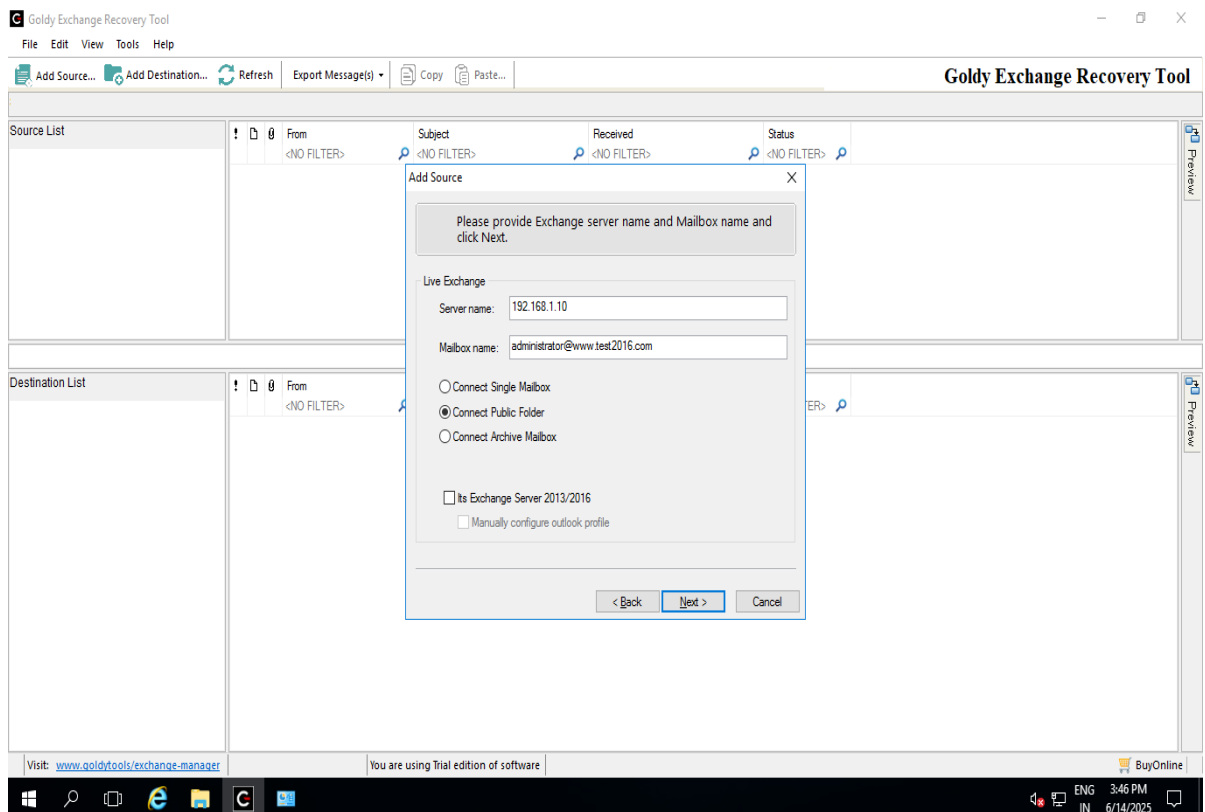 Goldy Exchange Recovery Tool
File Edit View Tools Help
Add Source... Add Destination... Refresh Export Message(s) Copy Paste...
Goldy Exchange Recovery Tool
Source List
! From Subject Received Status
<NO FILTER> <NO FILTER> <NO FILTER> <NO FILTER>
Preview
Add Source X
Please provide Exchange server name and Mailbox name and
click Next.
Live Exchange
Server name: 192.168.1.10
Mailbox name: administrator@www.test2016.com
Connect Single Mailbox
Connect Public Folder
Connect Archive Mailbox
Its Exchange Server 2013/2016
Manually configure outlook profile
< Back Next > Cancel
Destination List
! From
<NO FILTER> ER>
Preview
Visit: www.goldytools/exchange-manager You are using Trial edition of software BuyOnline
ENG 3:46 PM
IN 6/14/2025